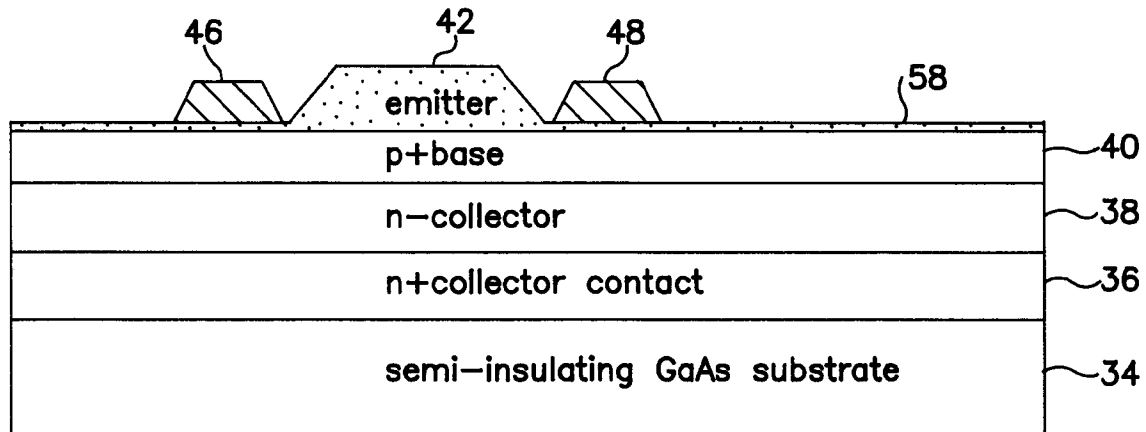 46
42
48
58
emitter
p+base
40
n-collector
38
n+collector contact
36
semi-insulating GaAs substrate
34